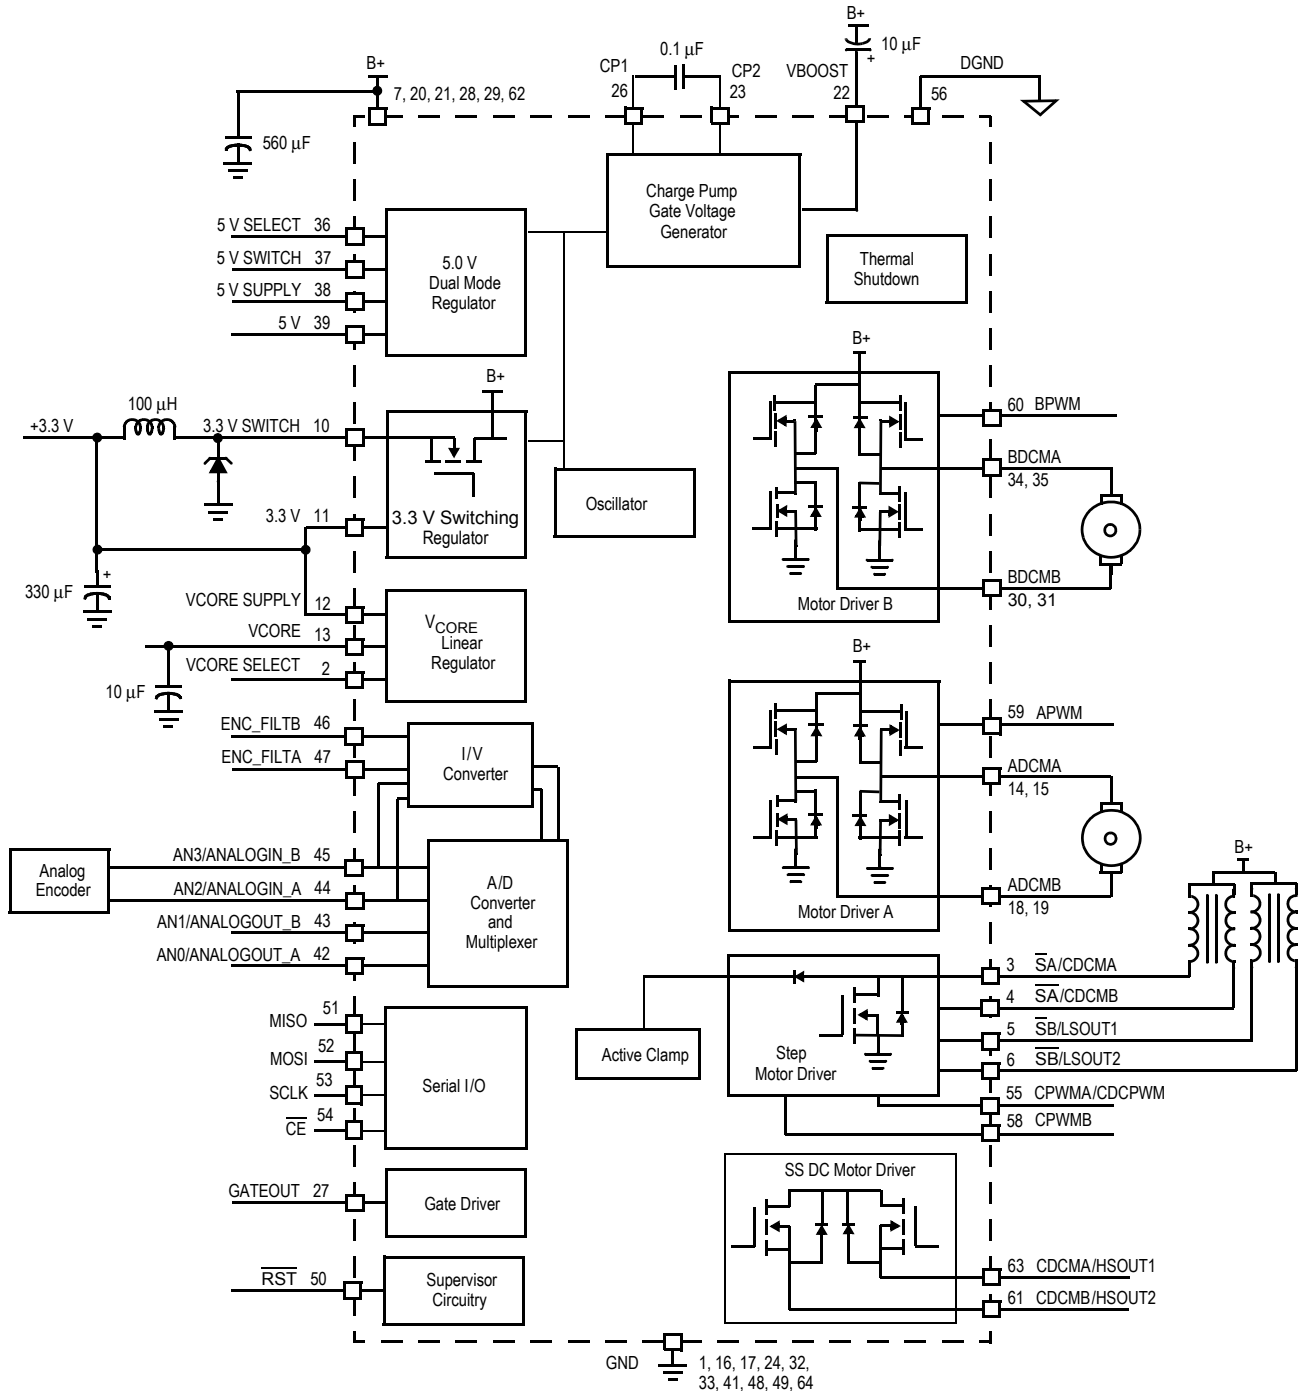 B+
10 µF
+
0.1 µF
CP1
26
CP2
23
VBOOST
22
DGND
56
B+
7, 20, 21, 28, 29, 62
560 µF
Charge Pump
Gate Voltage
Generator
Thermal
Shutdown
5 V SELECT 36
5 V SWITCH 37
5 V SUPPLY 38
5 V 39
5.0 V
Dual Mode
Regulator
B+
100 µH
+3.3 V
3.3 V SWITCH 10
3.3 V 11
3.3 V Switching
Regulator
Oscillator
330 µF
+
VCORE SUPPLY 12
VCORE 13
VCORE SELECT 2
10 µF
VCORE
Linear
Regulator
B+
Motor Driver B
60 BPWM
BDCMA
34, 35
BDCMB
30, 31
ENC_FILTB 46
ENC_FILTA 47
I/V
Converter
Analog
Encoder
AN3/ANALOGIN_B 45
AN2/ANALOGIN_A 44
AN1/ANALOGOUT_B 43
AN0/ANALOGOUT_A 42
A/D
Converter
and
Multiplexer
B+
Motor Driver A
59 APWM
ADCMA
14, 15
ADCMB
18, 19
B+
MISO 51
MOSI 52
SCLK 53
CE 54
Serial I/O
Active Clamp
Step
Motor Driver
3 SA/CDCMA
4 SA/CDCMB
5 SB/LSOUT1
6 SB/LSOUT2
55 CPWMA/CDCPWM
58 CPWMB
GATEOUT 27
Gate Driver
RST 50
Supervisor
Circuitry
SS DC Motor Driver
63 CDCMA/HSOUT1
61 CDCMB/HSOUT2
GND
1, 16, 17, 24, 32,
33, 41, 48, 49, 64